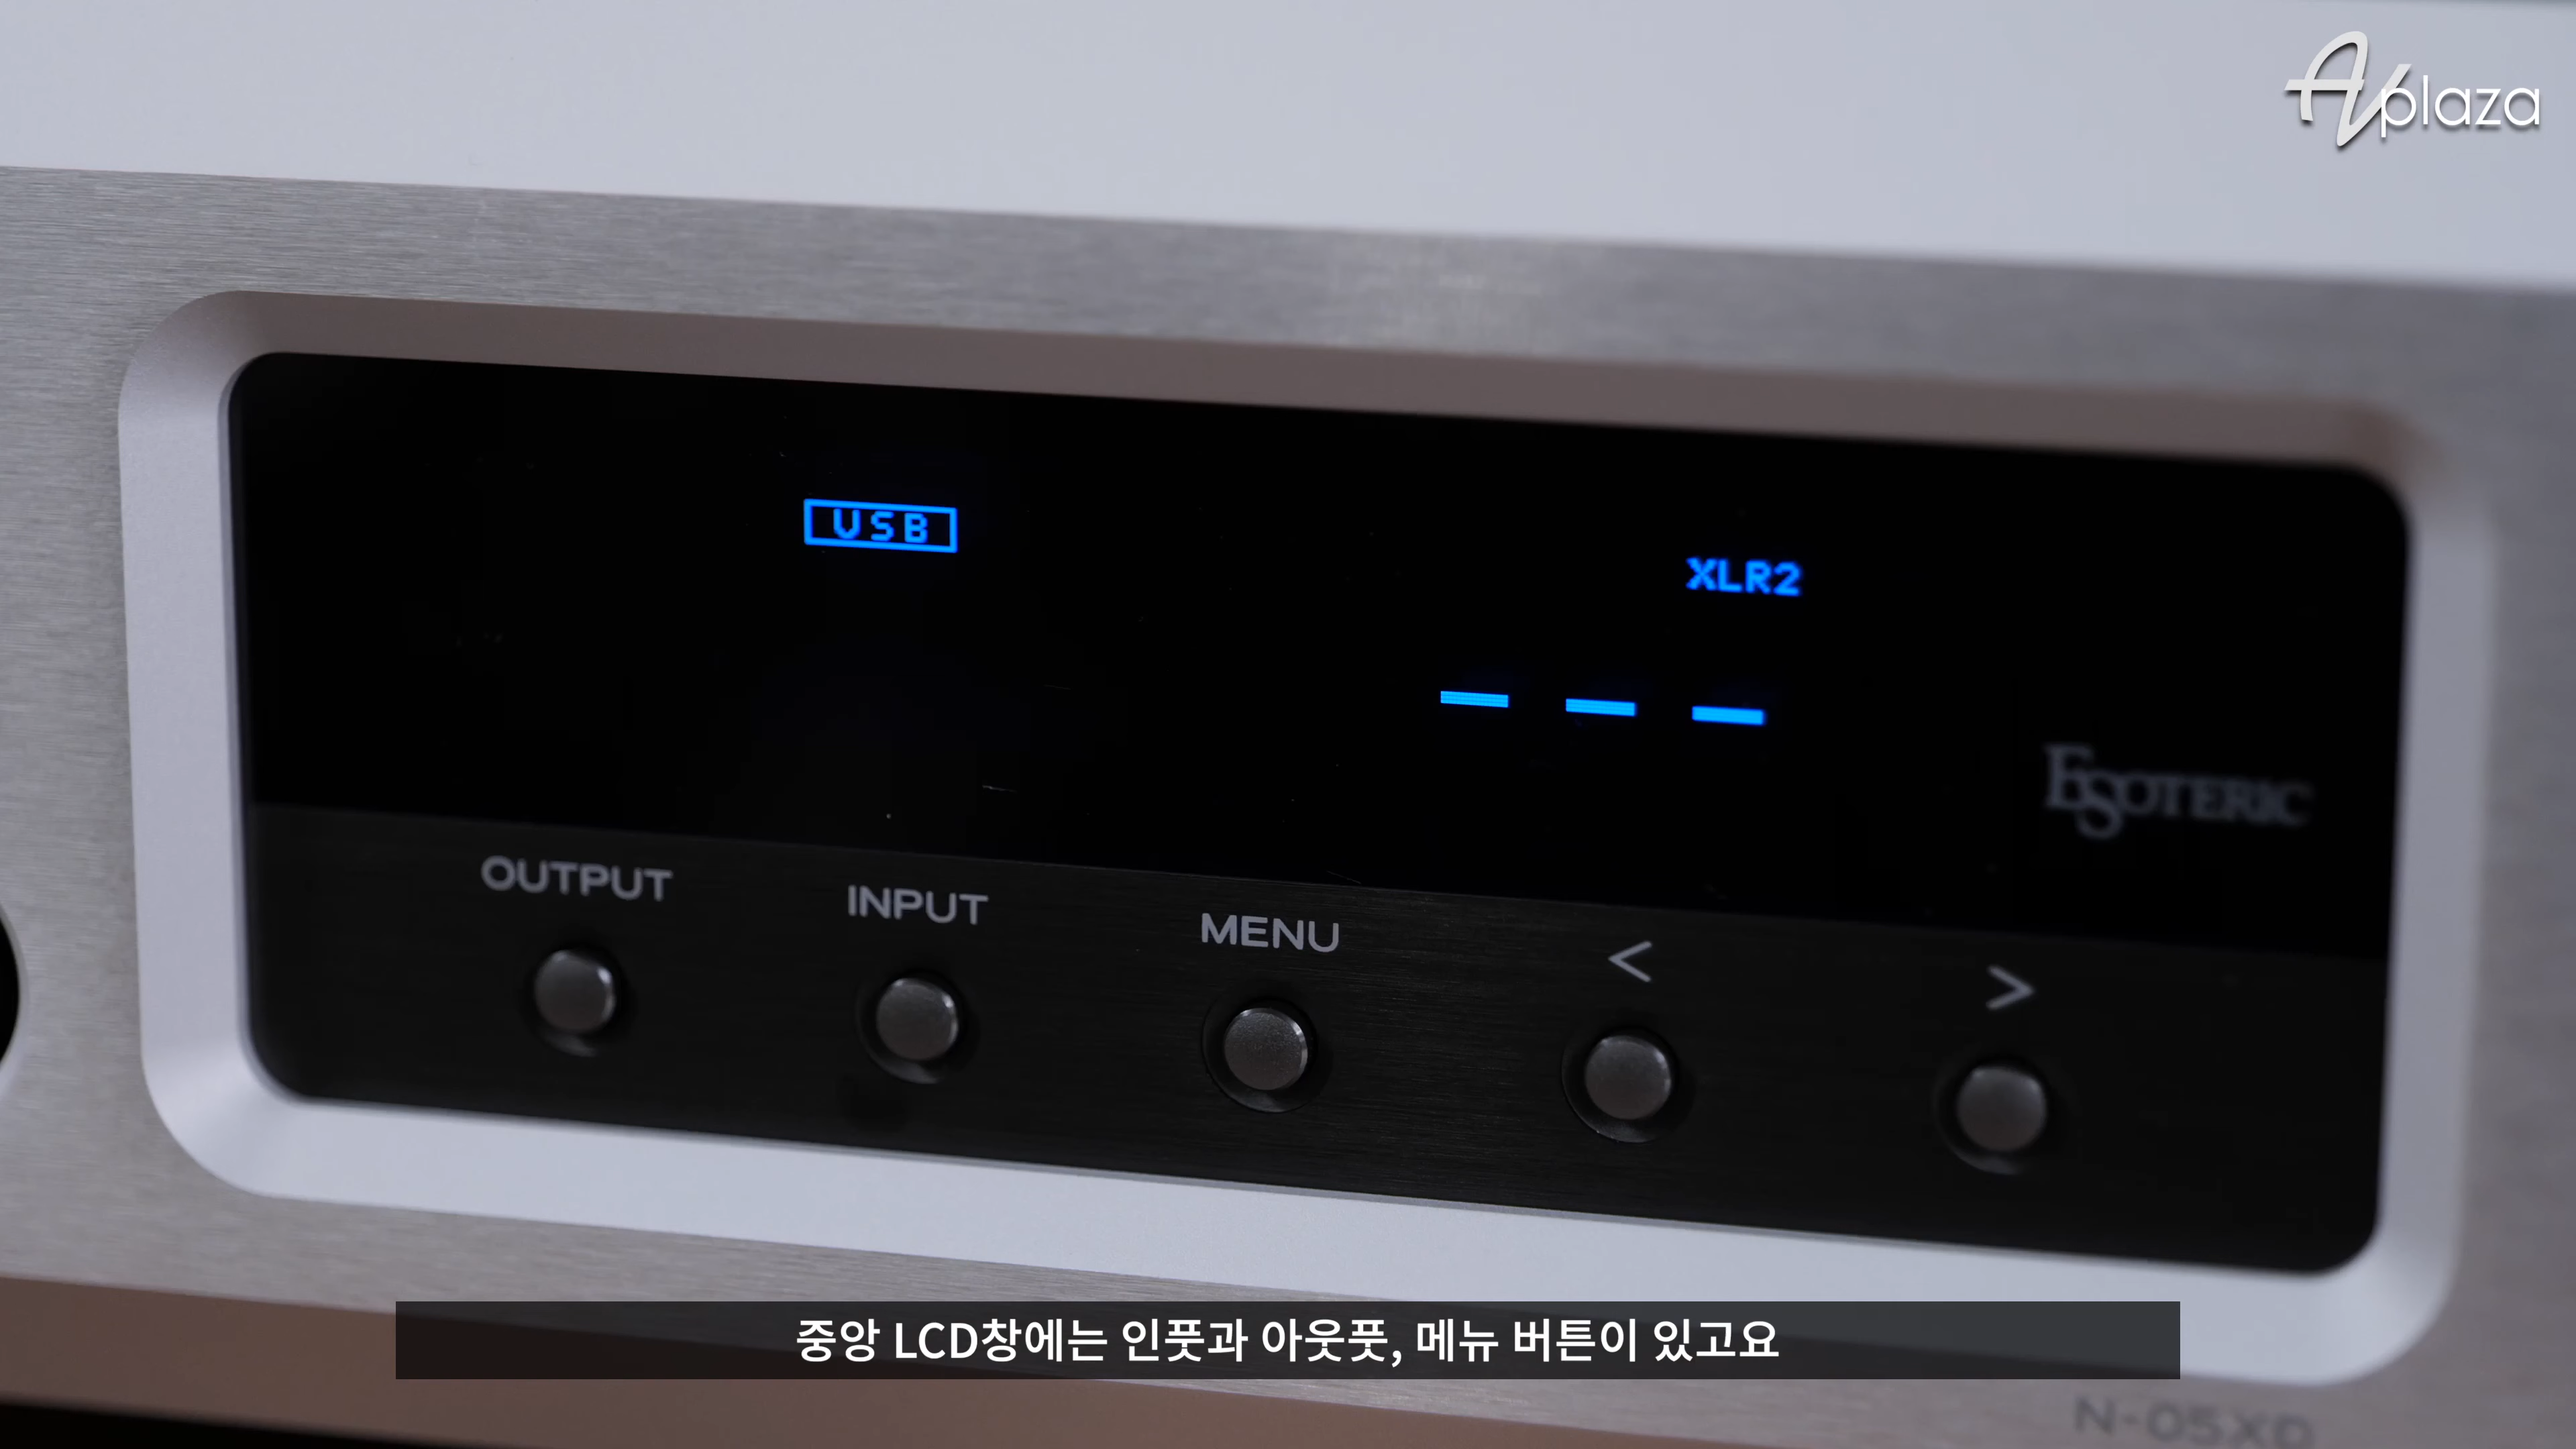 AVplaza
USB
XLR2
- - -
ESOTERIC
OUTPUT INPUT MENU < >
중앙 LCD창에는 인풋과 아웃풋, 메뉴 버튼이 있고요
N-05XD